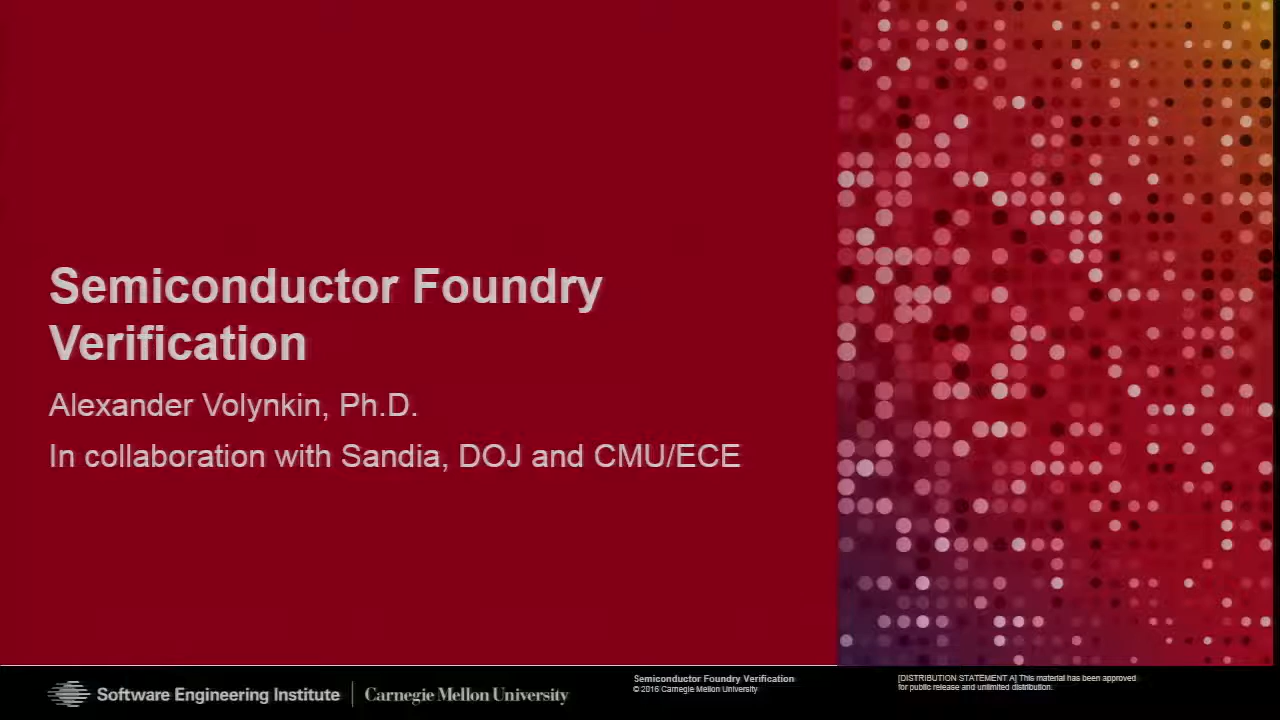 Semiconductor Foundry
Verification
Alexander Volynkin, Ph.D.
In collaboration with Sandia, DOJ and CMU/ECE
Software Engineering Institute
Carnegie Mellon University
Semiconductor Foundry Verification
© 2016 Carnegie Mellon University
[DISTRIBUTION STATEMENT A] This material has been approved
for public release and unlimited distribution.